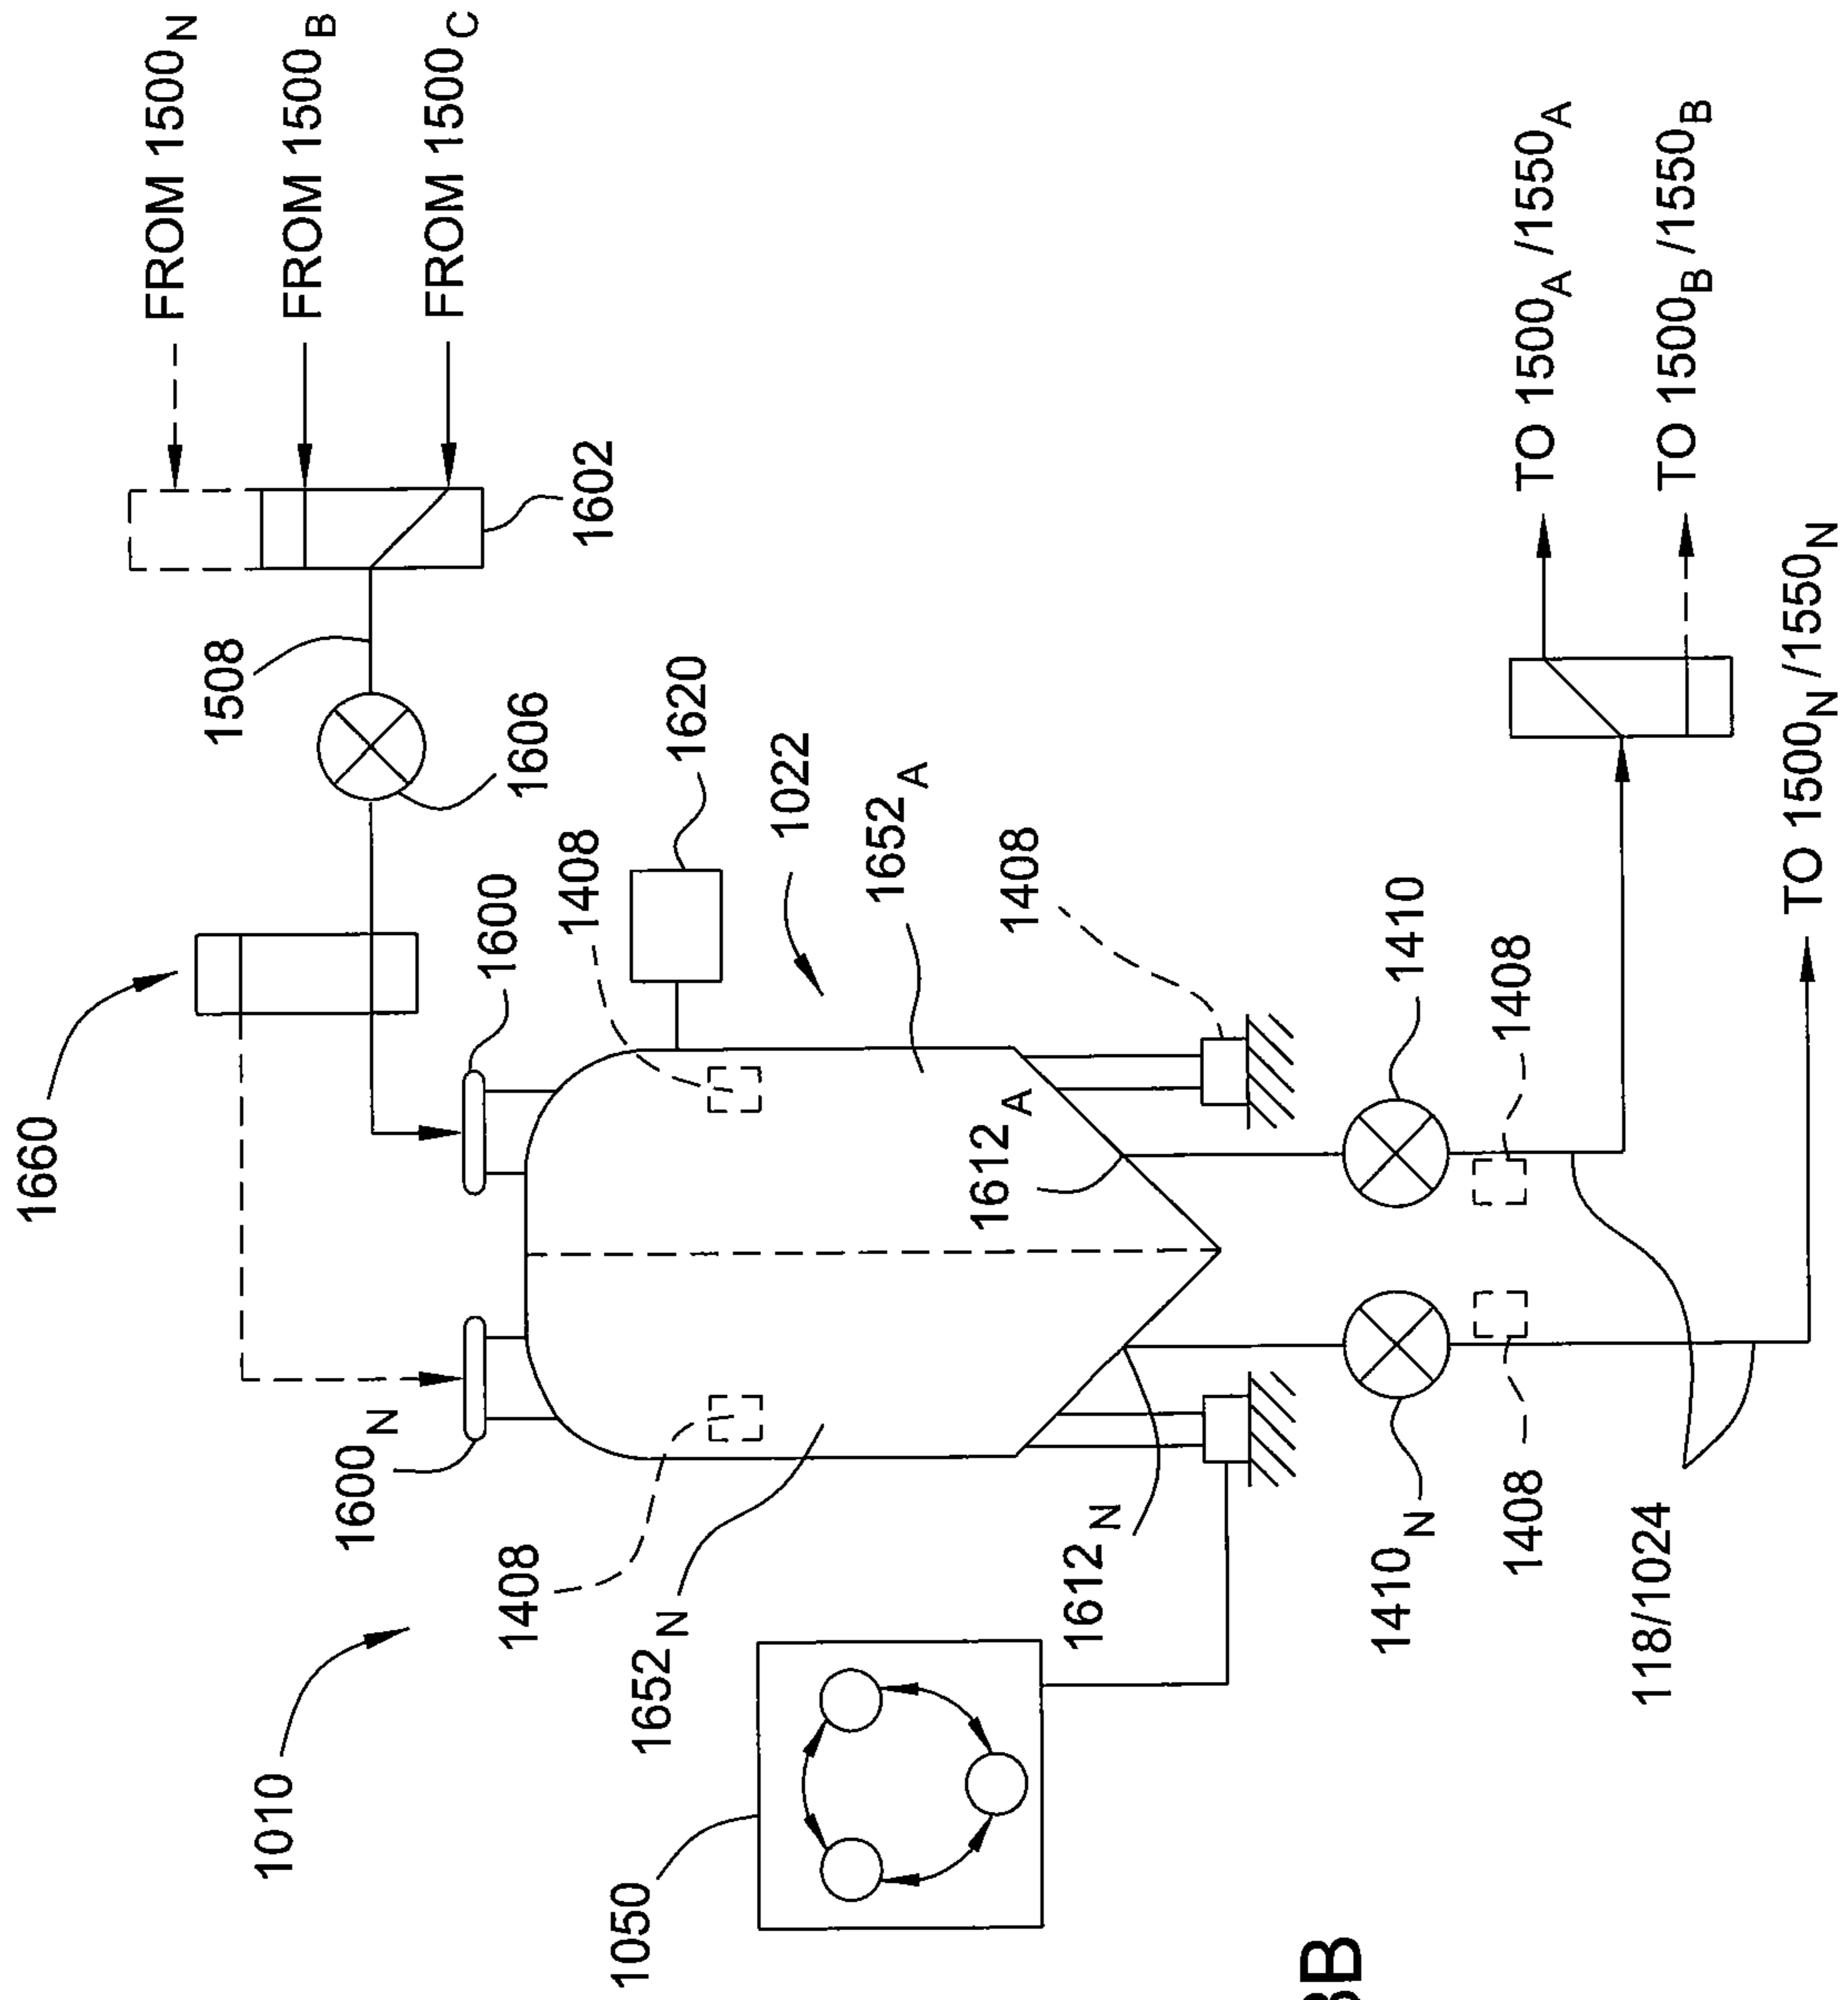 FROM 1500N
FROM 1500B
FROM 1500C
1660
1508
1602
1606
1600N
1600
1620
1408
1408
1022
1010
1652N
1652A
1408
1050
1612N
1612A
1410N
1410
1408
1408
118/1024
TO 1500A /1550A
TO 1500B /1550B
TO 1500N /1550N